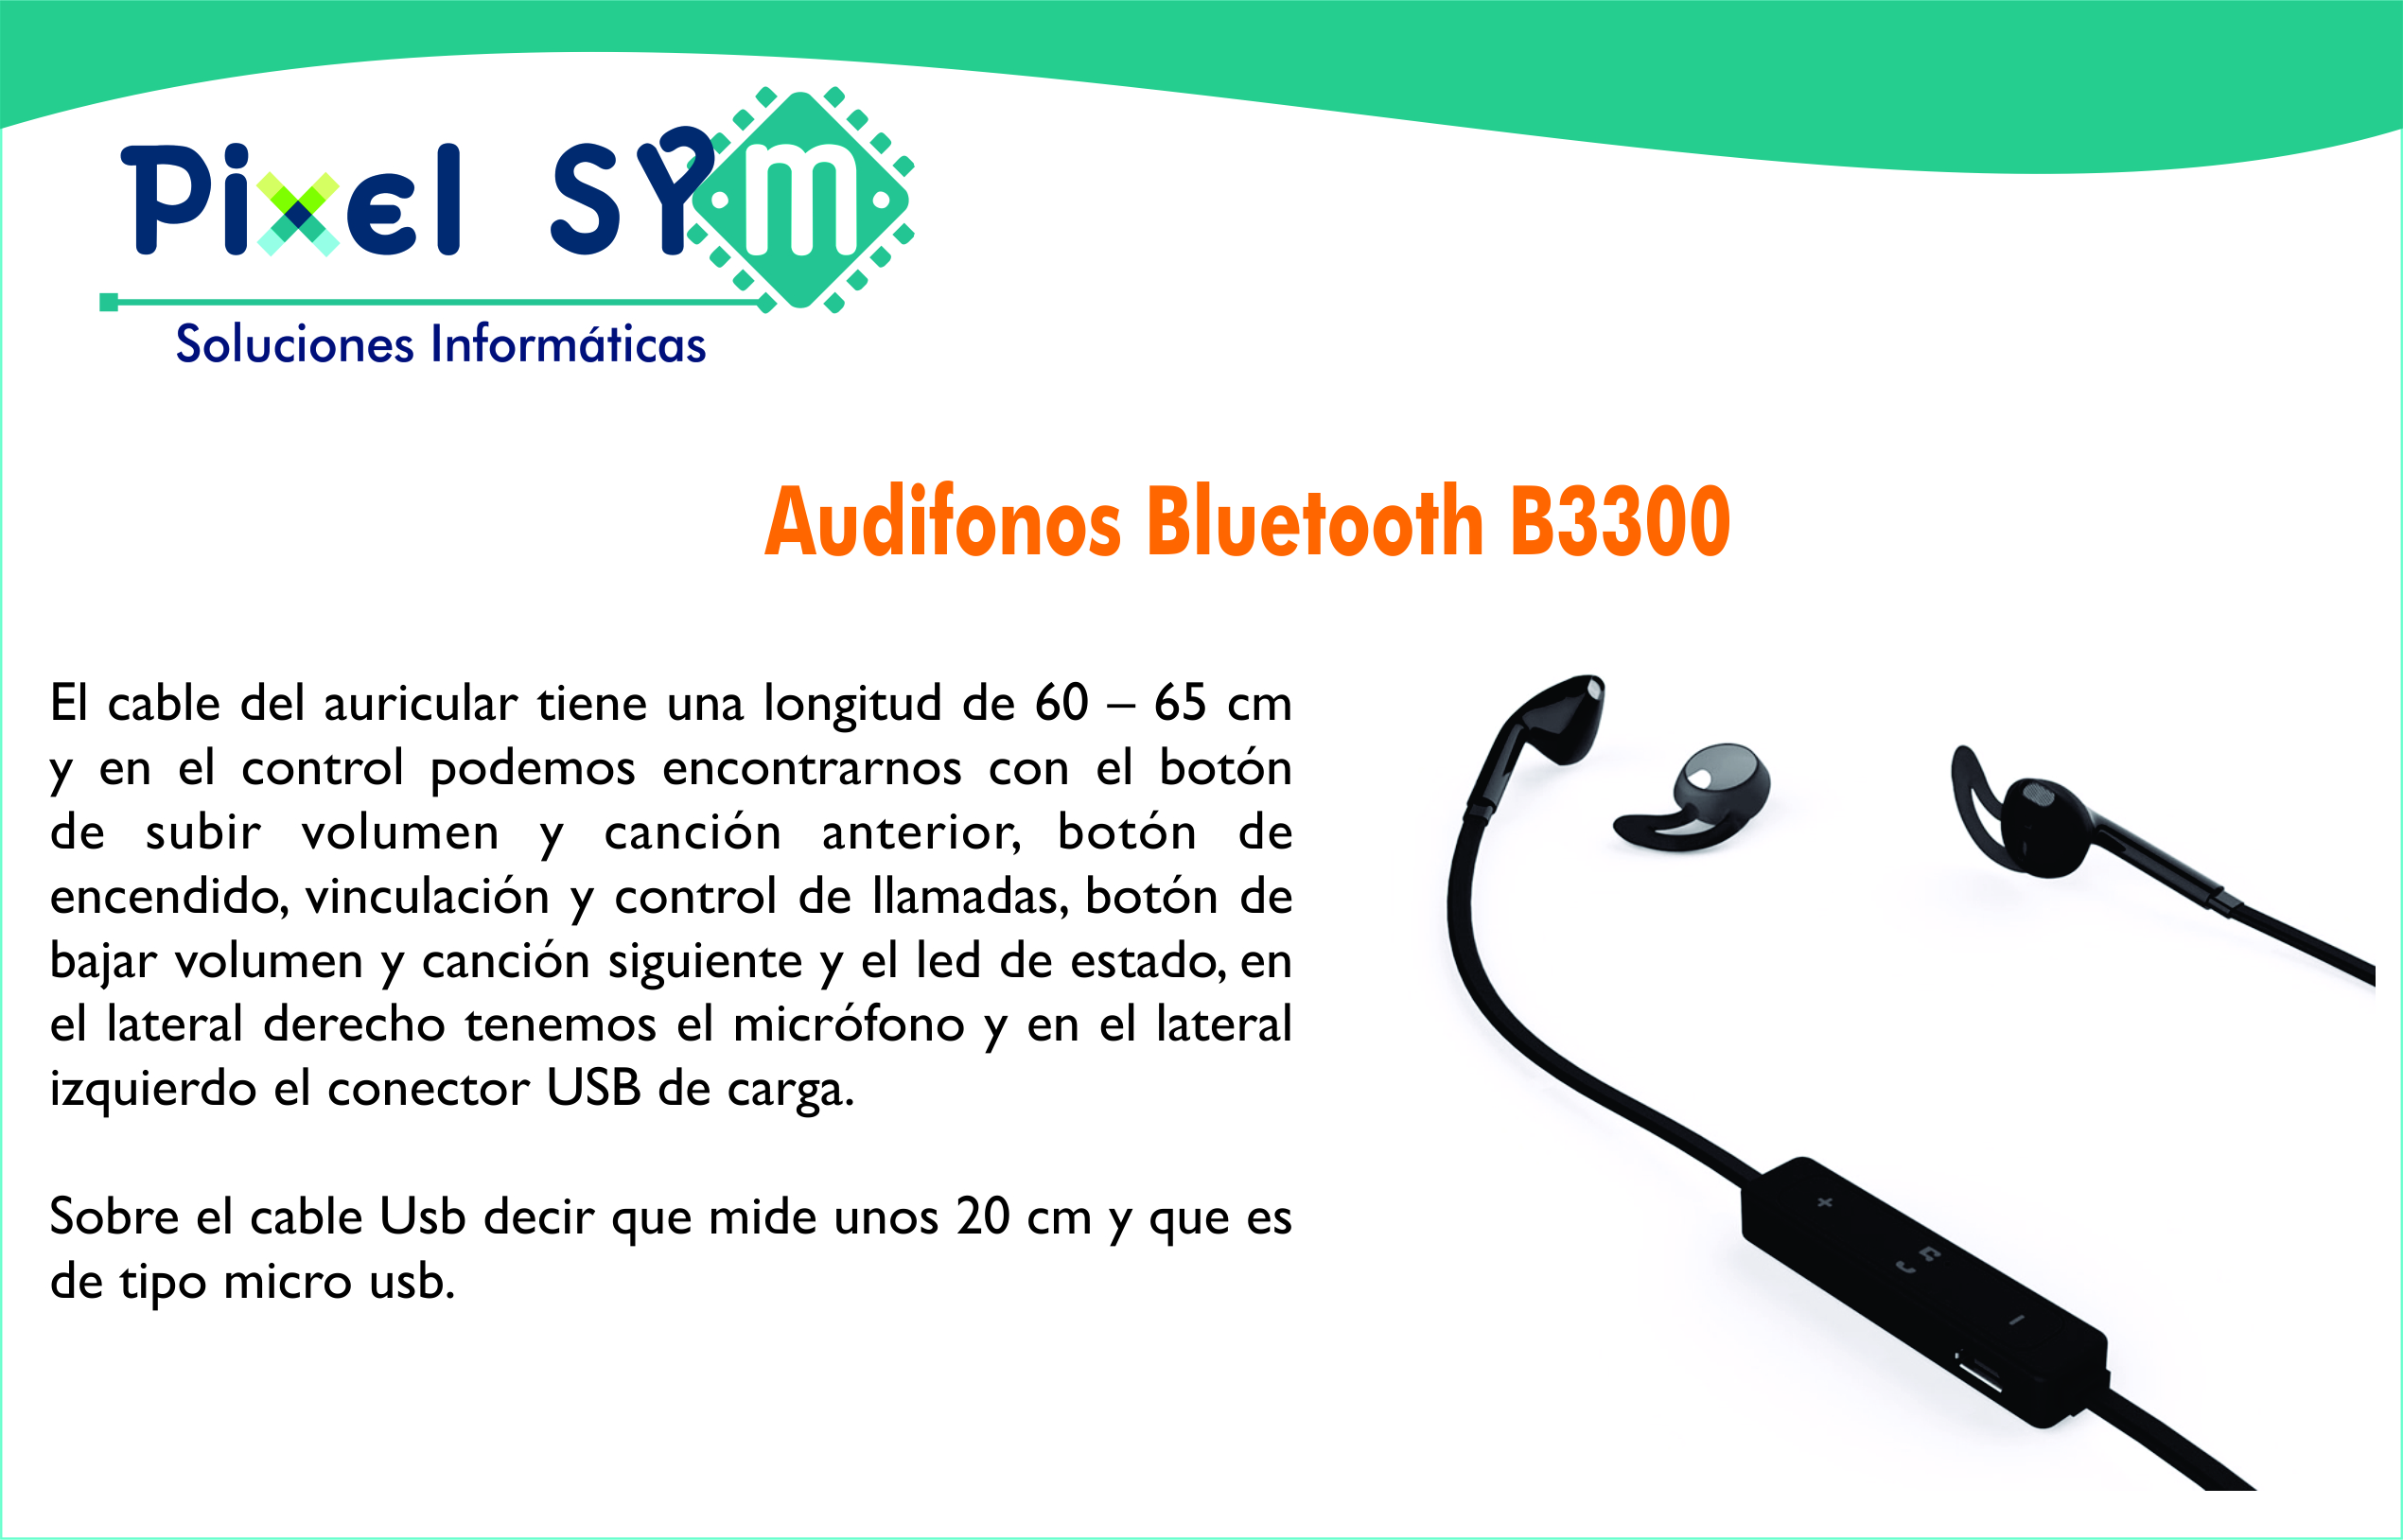 Pixel SYm
Soluciones Informáticas
Audifonos Bluetooth B3300
El cable del auricular tiene una longitud de 60 – 65 cm
y en el control podemos encontrarnos con el botón
de subir volumen y canción anterior, botón de
encendido, vinculación y control de llamadas, botón de
bajar volumen y canción siguiente y el led de estado, en
el lateral derecho tenemos el micrófono y en el lateral
izquierdo el conector USB de carga.
Sobre el cable Usb decir que mide unos 20 cm y que es
de tipo micro usb.